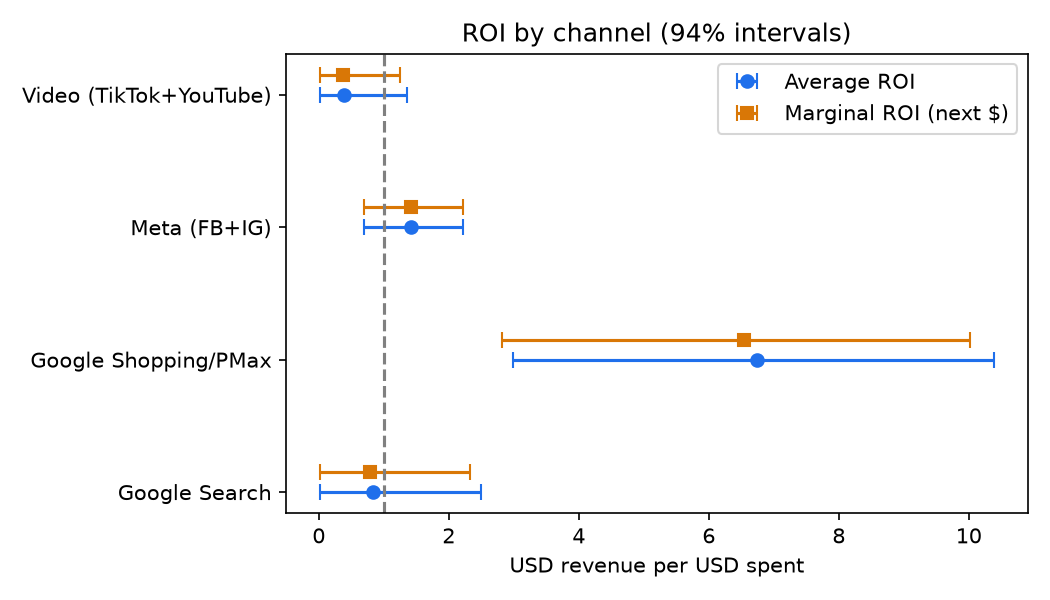 ROI by channel (94% intervals)
Average ROI
Marginal ROI (next $)
Video (TikTok+YouTube)
Meta (FB+IG)
Google Shopping/PMax
Google Search
0 2 4 6 8 10
USD revenue per USD spent